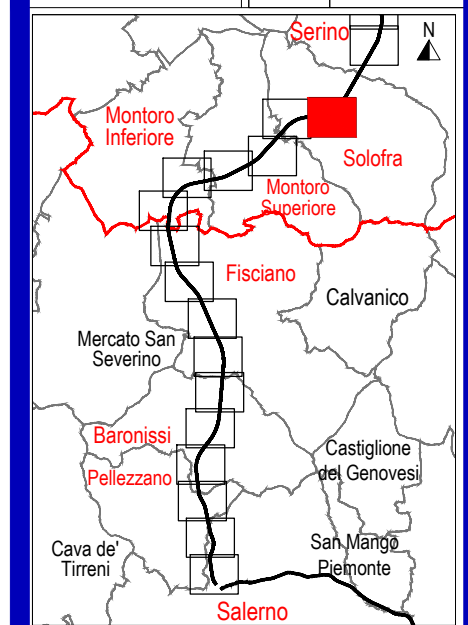 Serino
N
Montoro
Inferiore
Solofra
Montoro
Superiore
Fisciano
Calvanico
Mercato San
Severino
Baronissi
Castiglione
del Genovesi
Pellezzano
Cava de'
Tirreni
San Mango
Piemonte
Salerno